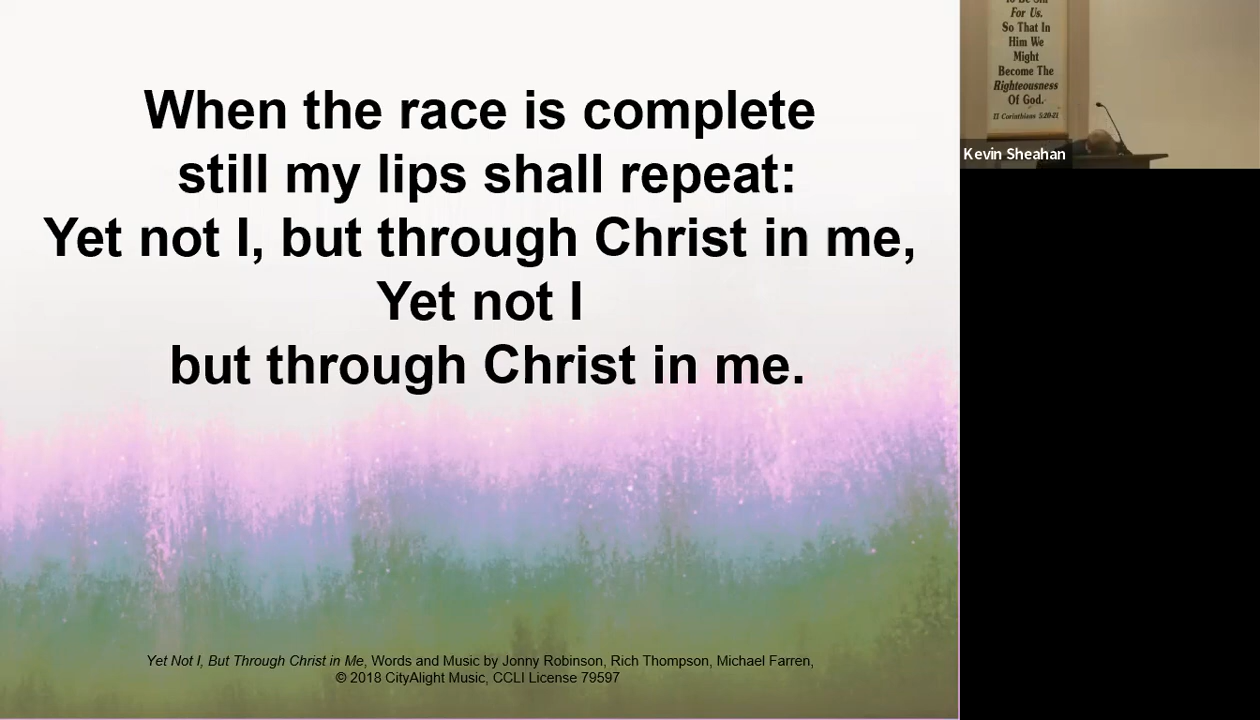 When the race is complete
still my lips shall repeat:
Yet not I, but through Christ in me,
Yet not I
but through Christ in me.
Yet Not I, But Through Christ in Me, Words and Music by Jonny Robinson, Rich Thompson, Michael Farren,
© 2018 CityAlight Music, CCLI License 79597
For Us.
So That In
Him We
Might
Become The
Righteousness
Of God.
II Corinthians 5:20-21
Kevin Sheahan